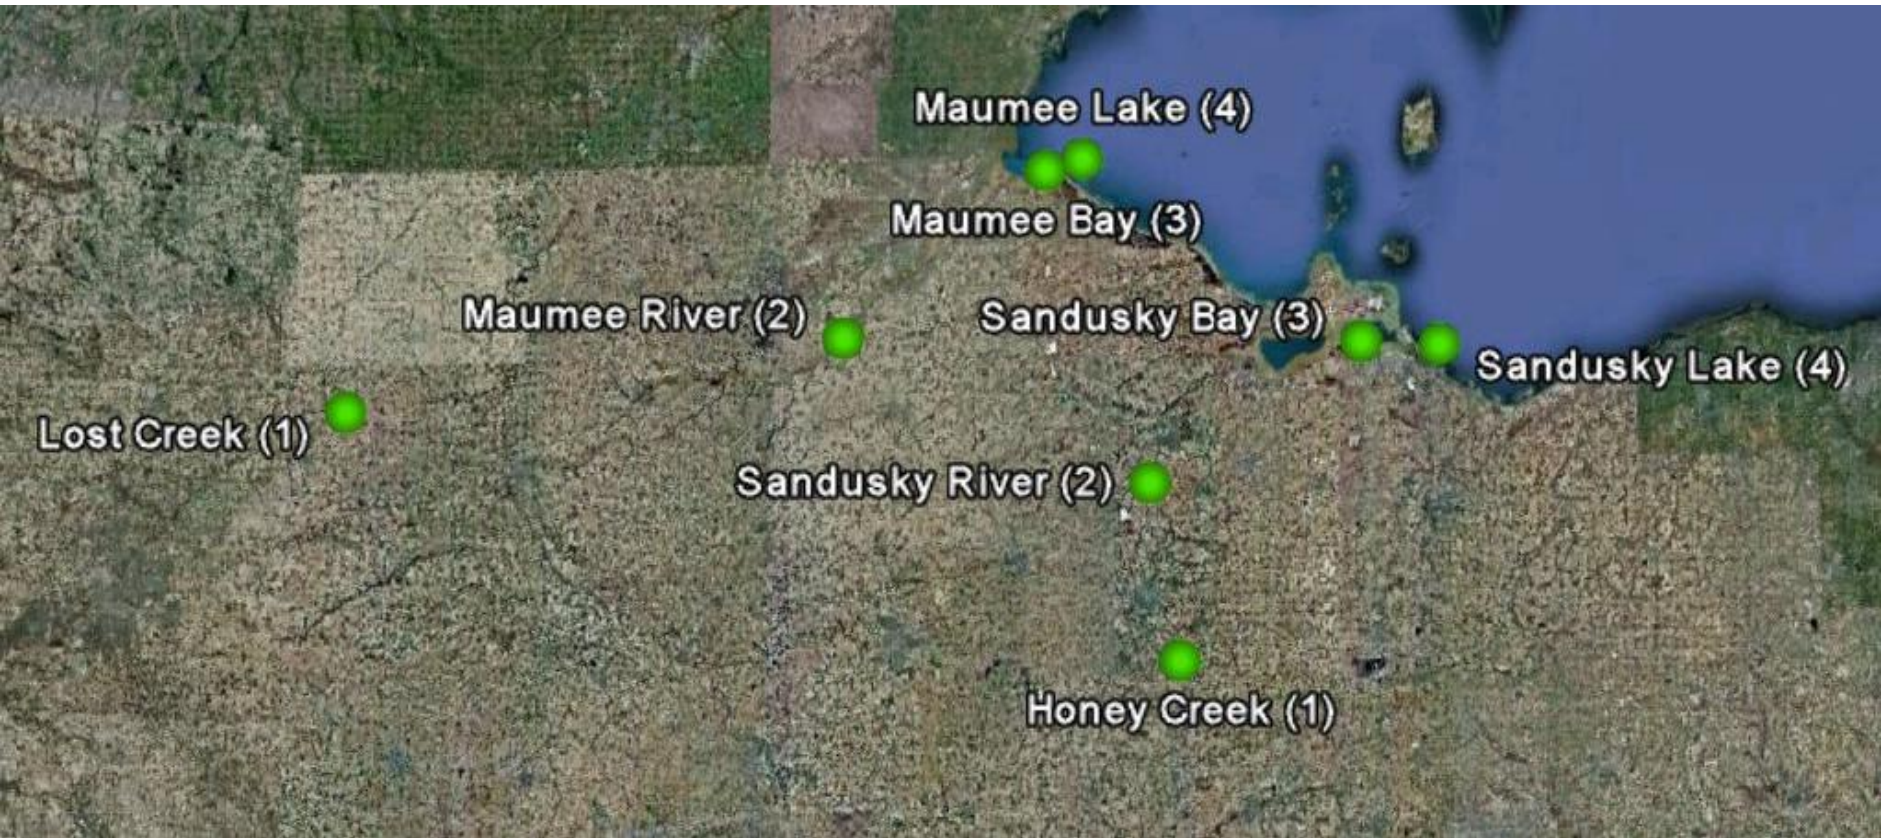 Maumee Lake (4)
Maumee Bay (3)
Maumee River (2)
Sandusky Bay (3)
Sandusky Lake (4)
Lost Creek (1)
Sandusky River (2)
Honey Creek (1)